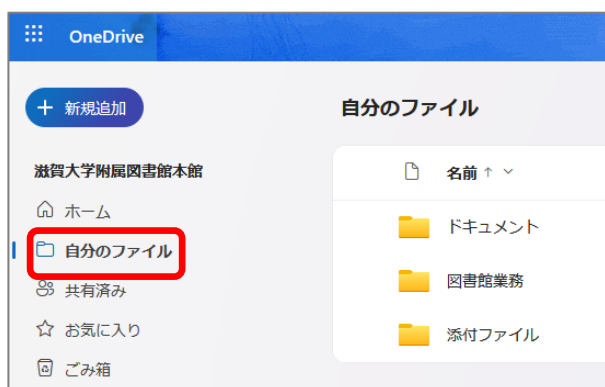 OneDrive
+ 新規追加
滋賀大学附属図書館本館
ホーム
自分のファイル
共有済み
お気に入り
ごみ箱
自分のファイル
名前 ↑
ドキュメント
図書館業務
添付ファイル